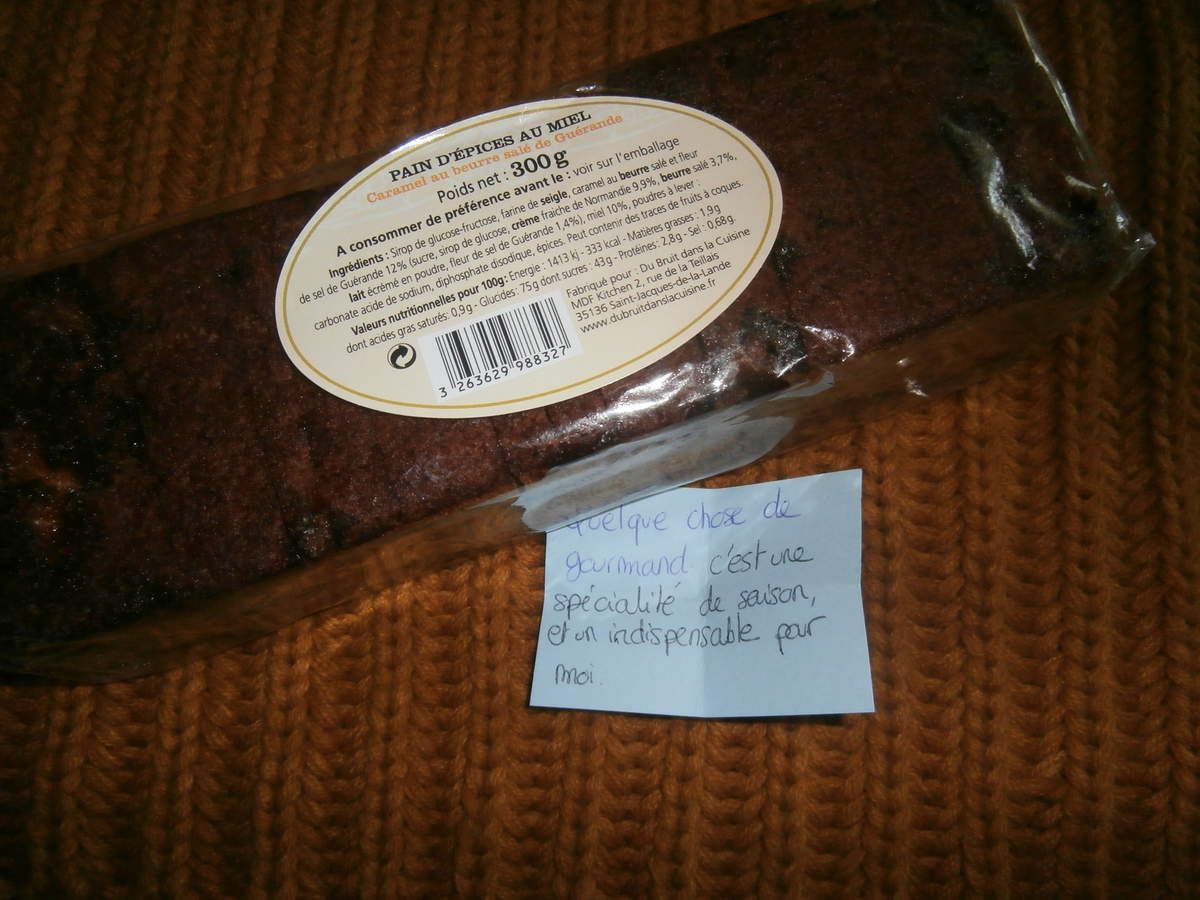 PAIN D'ÉPICES AU MIEL
Caramel au beurre salé de Guérande
Poids net : 300g
A consommer de préférence avant le : voir sur l'emballage
Ingrédients : Sirop de glucose-fructose, farine de seigle, caramel au beurre salé et fleur
de sel de Guérande 12% (sucre, sirop de glucose, crème fraiche de Normandie 9,9%, beurre salé 3,7%,
lait écrèmé en poudre, fleur de sel de Guérande 1,4%), miel 10%, poudres à lever :
carbonate acide de sodium, diphosphate disodique, épices. Peut contenir des traces de fruits à coques.
Valeurs nutritionnelles pour 100g: Energie : 1413 kj - 333 kcal - Matières grasses : 1,9g
dont acides gras saturés: 0,9g - Glucides: 75g dont sucres : 43g - Protéines: 2,8g - Sel : 0,68g.
Fabriqué pour : Du Bruit dans la Cuisine
MDF Kitchen 2, rue de la Teillais
35136 Saint-Jacques-de-la-Lande
www.dubruitdanslacuisine.fr
3 263629 988327
Quelque chose de
gourmand c'est une
spécialité de saison,
et un indispensable pour
moi.